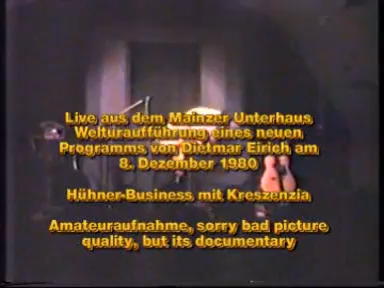 Live aus dem Mainzer Unterhaus
Welturaufführung eines neuen
Programms von Dietmar Eirich am
8. Dezember 1980
Hühner-Business mit Kreszenzia
Amateuraufnahme, sorry bad picture
quality, but its documentary